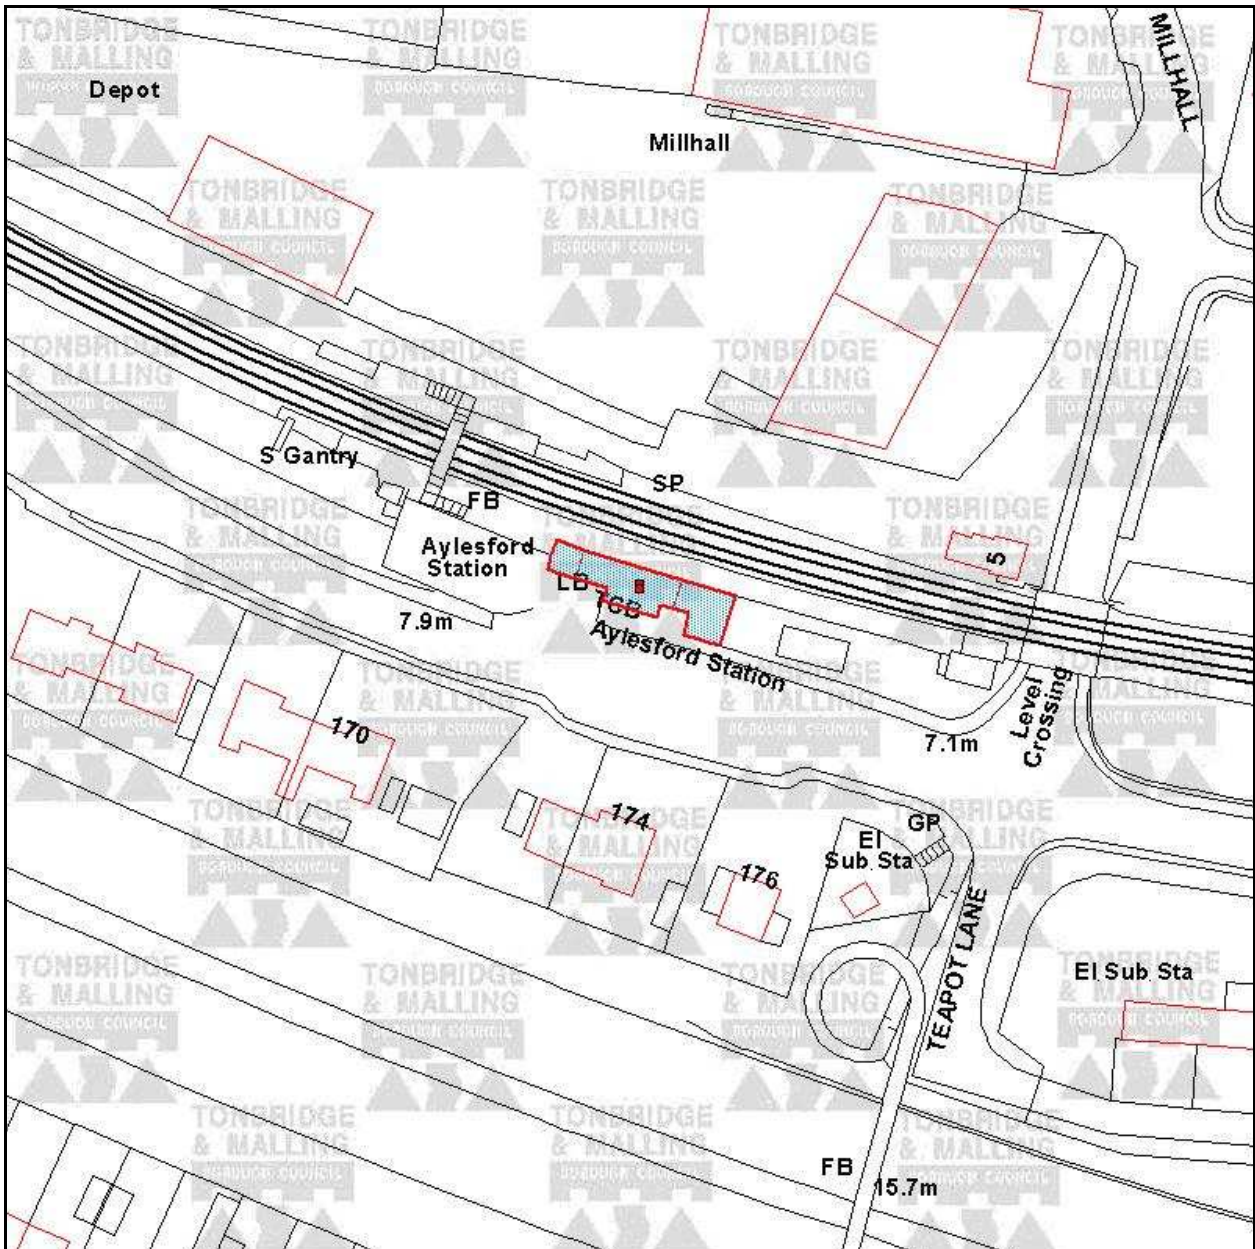 TONBRIDGE
& MALLING
BOROUGH COUNCIL
Depot
Millhall
MILLHALL
S Gantry
SP
FB
Aylesford
Station
5
LB
TCB
7.9m
Aylesford Station
Level
Crossing
7.1m
170
174
176
GP
El
Sub Sta
TEAPOT LANE
El Sub Sta
FB
15.7m